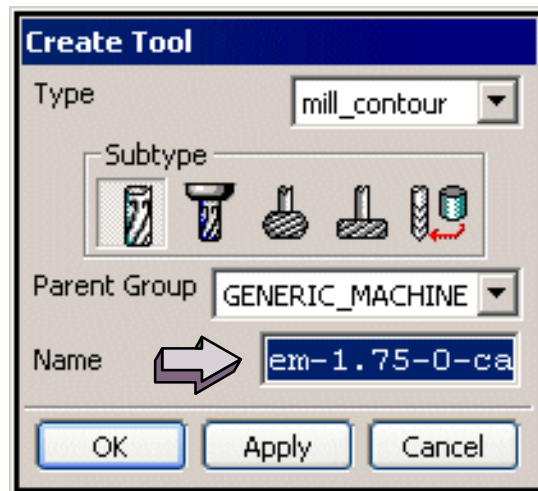 Create Tool
Type mill_contour
Subtype
Parent Group GENERIC_MACHINE
Name em-1.75-0-ca
OK Apply Cancel